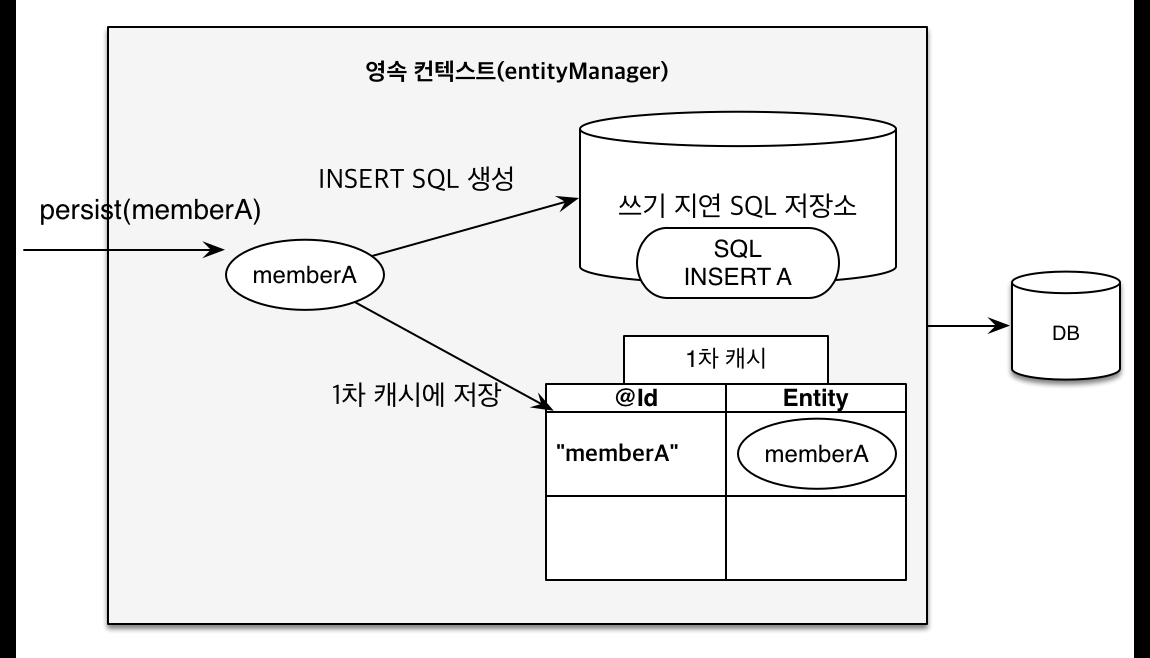 영속 컨텍스트(entityManager)
INSERT SQL 생성
persist(memberA)
memberA
쓰기 지연 SQL 저장소
SQL
INSERT A
DB
1차 캐시
1차 캐시에 저장
@Id
Entity
"memberA"
memberA